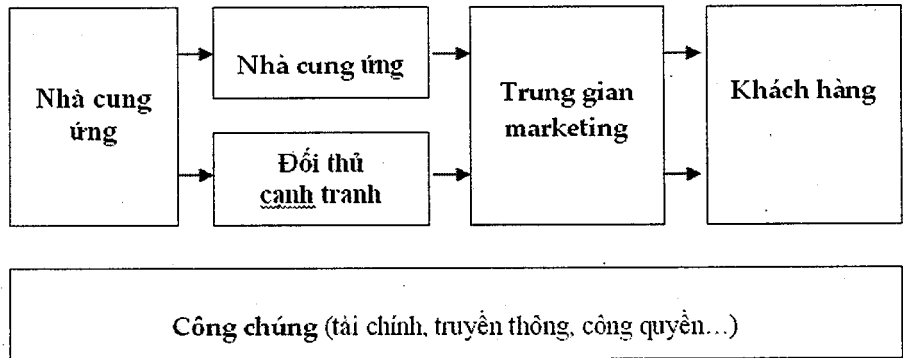 Nhà cung
ứng
Nhà cung ứng
Đối thủ
cạnh tranh
Trung gian
marketing
Khách hàng
Công chúng (tài chính, truyền thông, công quyền...)